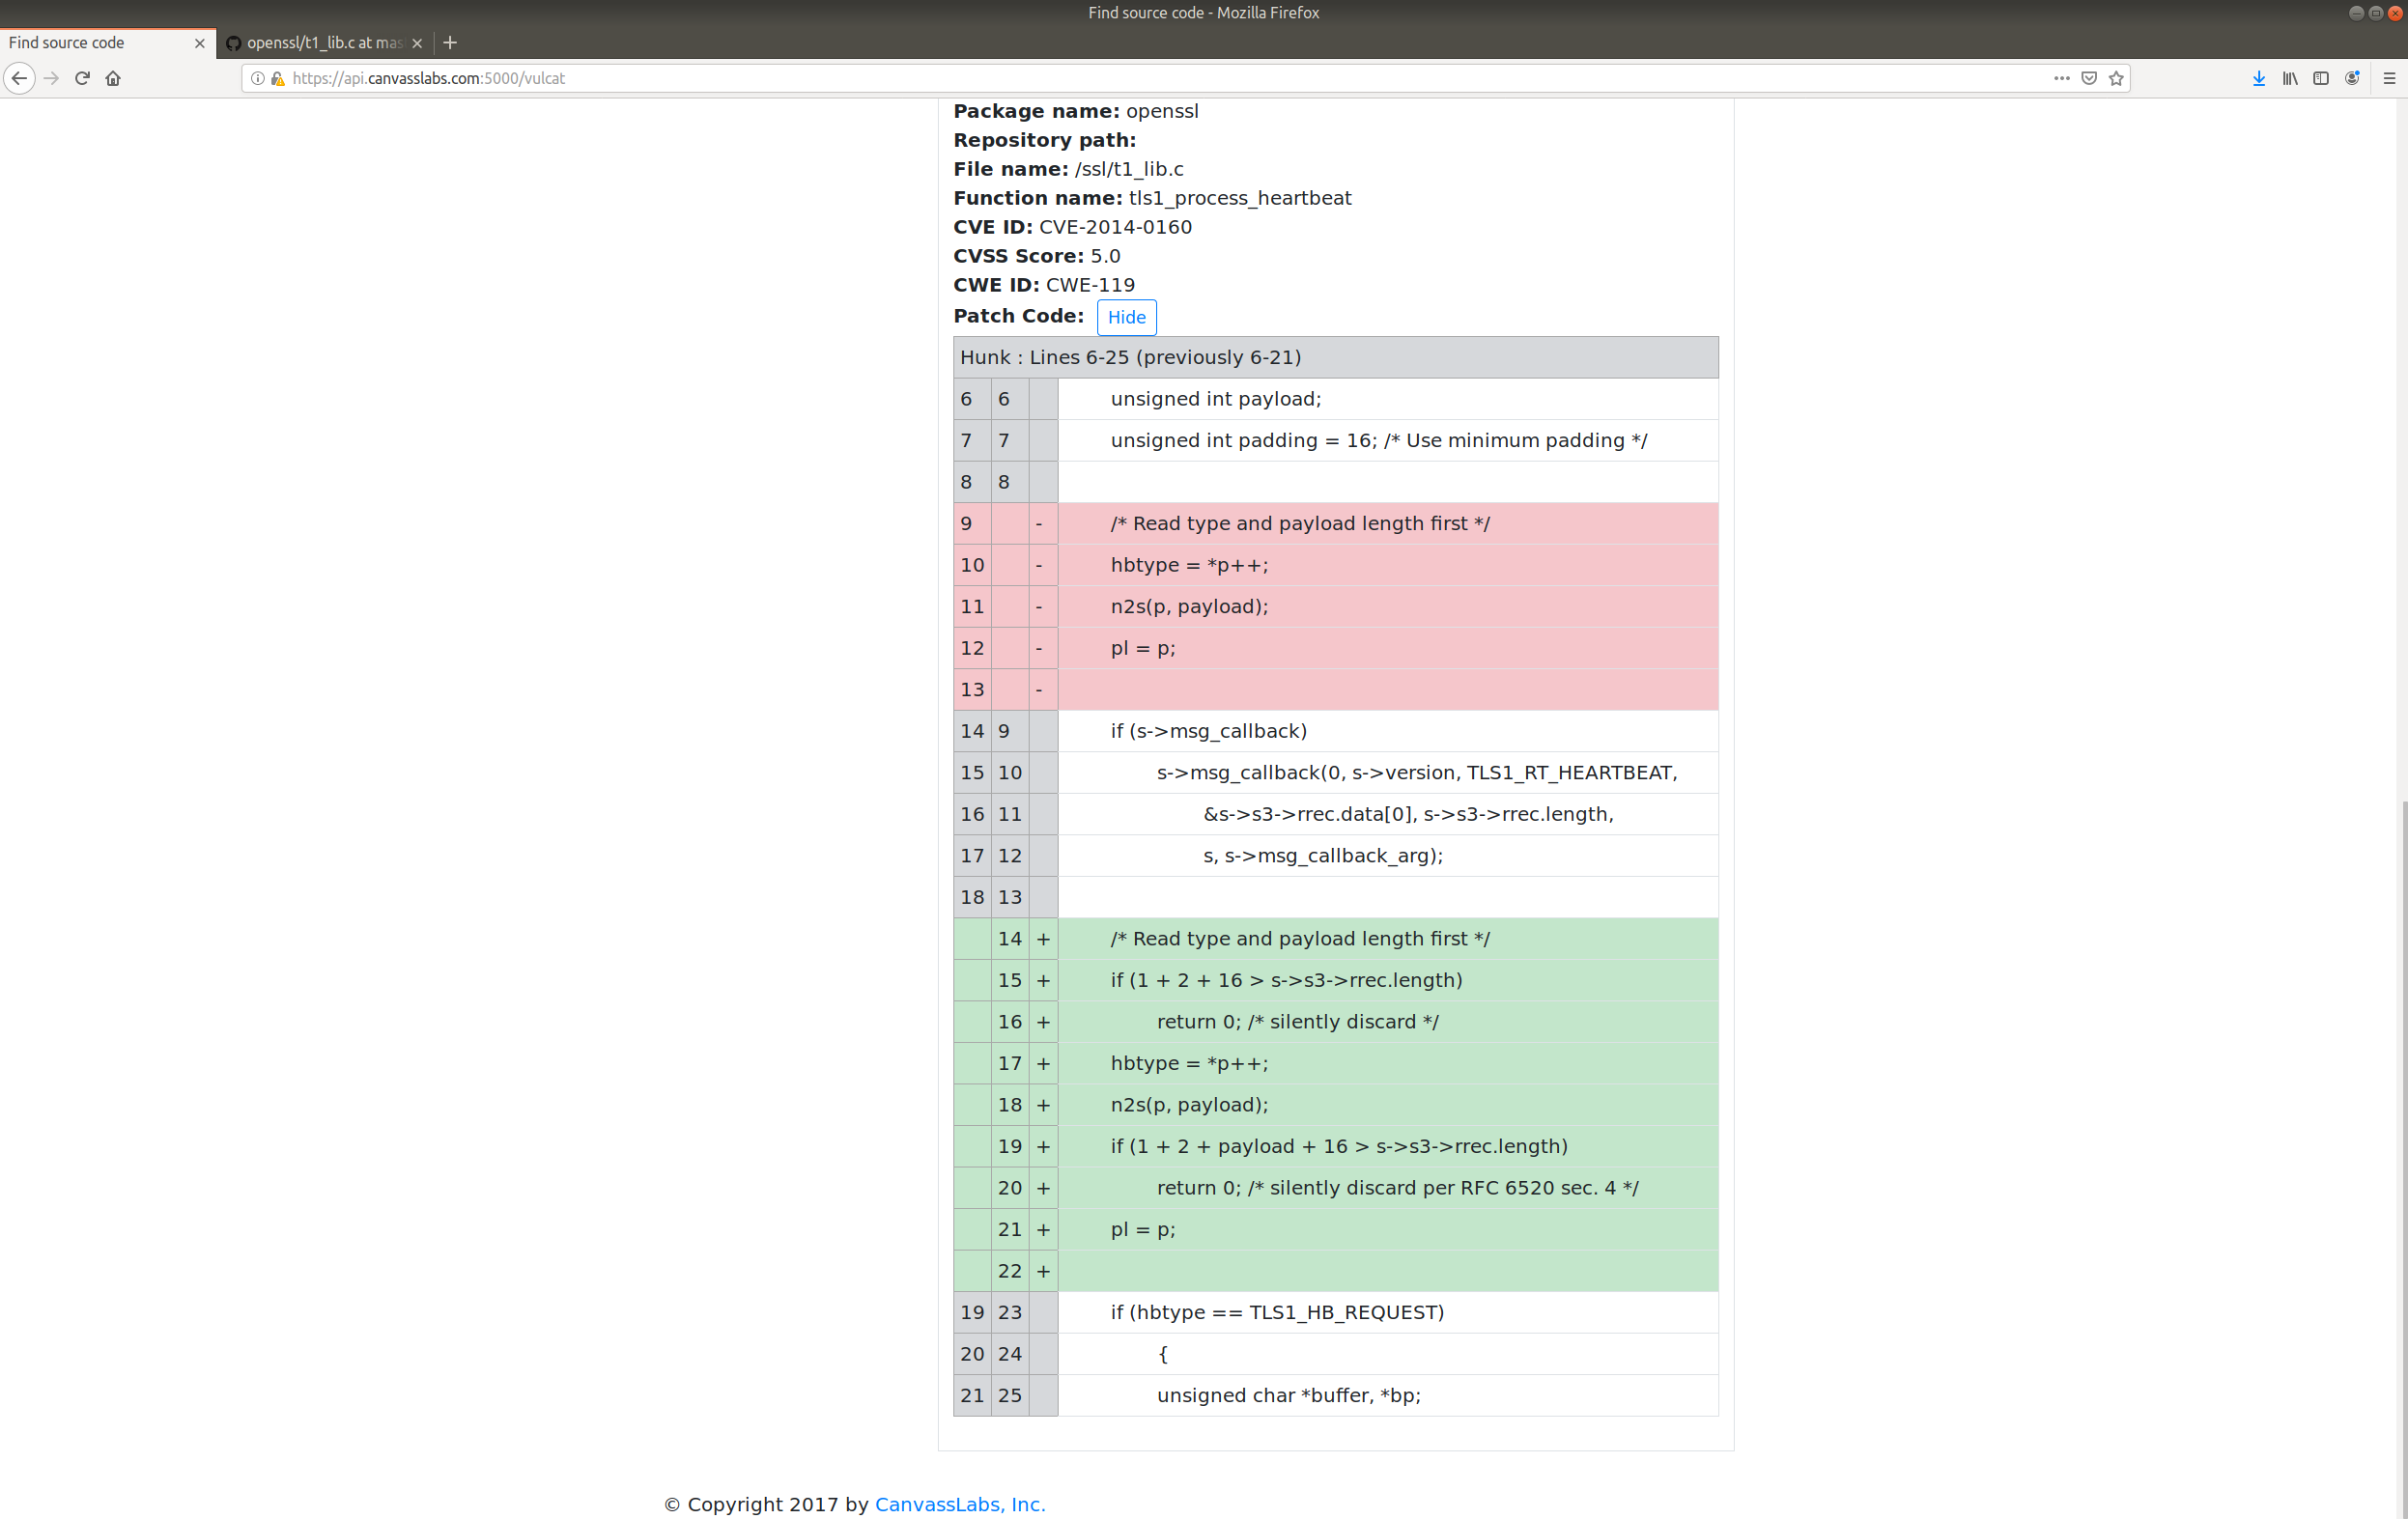 Find source code - Mozilla Firefox
Find source code
openssl/t1_lib.c at mas
https://api.canvasslabs.com:5000/vulcat
Package name: openssl
Repository path:
File name: /ssl/t1_lib.c
Function name: tls1_process_heartbeat
CVE ID: CVE-2014-0160
CVSS Score: 5.0
CWE ID: CWE-119
Patch Code: Hide
Hunk : Lines 6-25 (previously 6-21)
6 6 unsigned int payload;
7 7 unsigned int padding = 16; /* Use minimum padding */
8 8
9 - /* Read type and payload length first */
10 - hbtype = *p++;
11 - n2s(p, payload);
12 - pl = p;
13 -
14 9 if (s->msg_callback)
15 10 s->msg_callback(0, s->version, TLS1_RT_HEARTBEAT,
16 11 &s->s3->rrec.data[0], s->s3->rrec.length,
17 12 s, s->msg_callback_arg);
18 13
14 + /* Read type and payload length first */
15 + if (1 + 2 + 16 > s->s3->rrec.length)
16 + return 0; /* silently discard */
17 + hbtype = *p++;
18 + n2s(p, payload);
19 + if (1 + 2 + payload + 16 > s->s3->rrec.length)
20 + return 0; /* silently discard per RFC 6520 sec. 4 */
21 + pl = p;
22 +
19 23 if (hbtype == TLS1_HB_REQUEST)
20 24 {
21 25 unsigned char *buffer, *bp;
© Copyright 2017 by CanvassLabs, Inc.